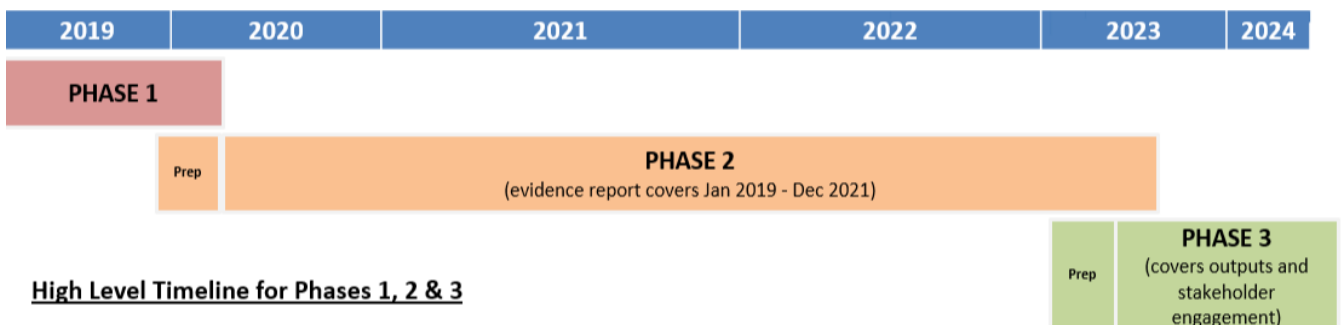 2019 2020 2021 2022 2023 2024
PHASE 1
Prep
PHASE 2
(evidence report covers Jan 2019 - Dec 2021)
Prep
PHASE 3
(covers outputs and
stakeholder
engagement)
High Level Timeline for Phases 1, 2 & 3